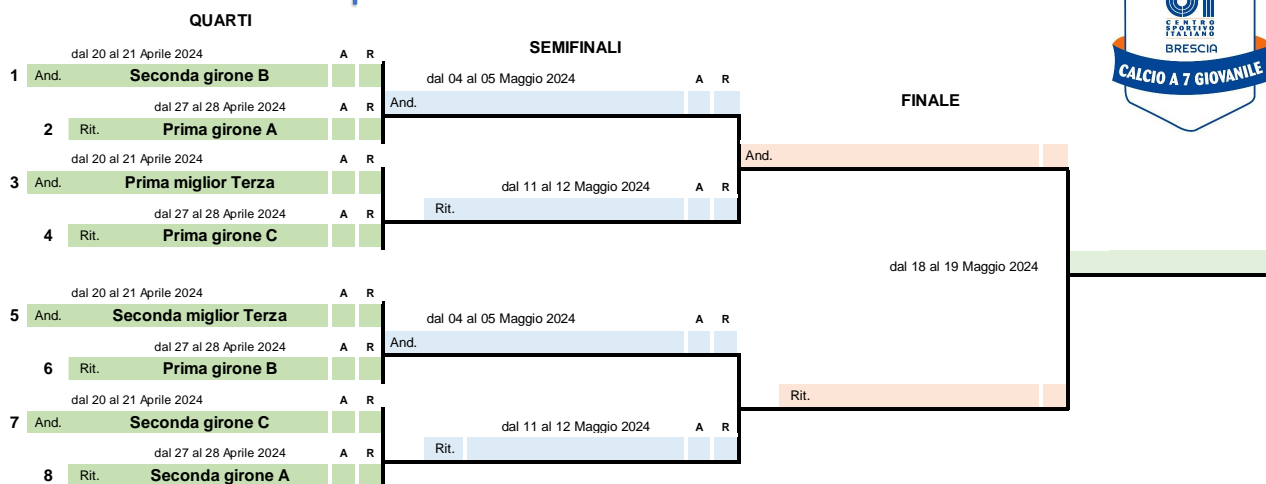 QUARTI
dal 20 al 21 Aprile 2024 A R
1 And. Seconda girone B
dal 27 al 28 Aprile 2024 A R
2 Rit. Prima girone A
dal 20 al 21 Aprile 2024 A R
3 And. Prima miglior Terza
dal 27 al 28 Aprile 2024 A R
4 Rit. Prima girone C
dal 20 al 21 Aprile 2024 A R
5 And. Seconda miglior Terza
dal 27 al 28 Aprile 2024 A R
6 Rit. Prima girone B
dal 20 al 21 Aprile 2024 A R
7 And. Seconda girone C
dal 27 al 28 Aprile 2024 A R
8 Rit. Seconda girone A
SEMIFINALI
dal 04 al 05 Maggio 2024 A R
And.
dal 11 al 12 Maggio 2024 A R
Rit.
dal 04 al 05 Maggio 2024 A R
And.
dal 11 al 12 Maggio 2024 A R
Rit.
FINALE
And.
dal 18 al 19 Maggio 2024
Rit.
CENTRO
SPORTIVO
ITALIANO
BRESCIA
CALCIO A 7 GIOVANILE